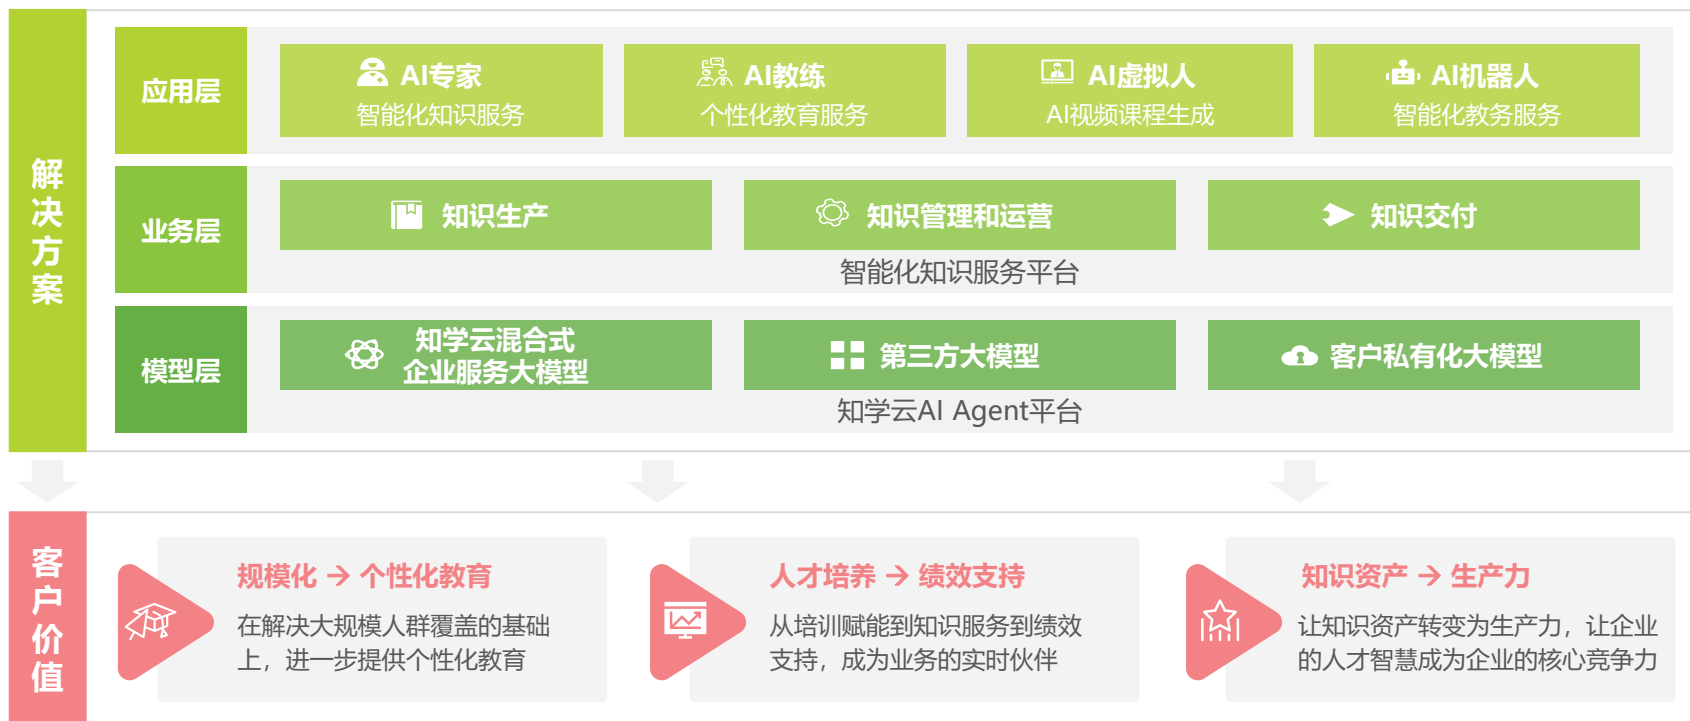 解决方案
应用层
AI专家
智能化知识服务
AI教练
个性化教育服务
AI虚拟人
AI视频课程生成
AI机器人
智能化教务服务
业务层
知识生产
知识管理和运营
知识交付
智能化知识服务平台
模型层
知学云混合式
企业服务大模型
第三方大模型
客户私有化大模型
知学云AI Agent平台
客户价值
规模化 → 个性化教育
在解决大规模人群覆盖的基础
上，进一步提供个性化教育
人才培养 → 绩效支持
从培训赋能到知识服务到绩效
支持，成为业务的实时伙伴
知识资产 → 生产力
让知识资产转变为生产力，让企业
的人才智慧成为企业的核心竞争力